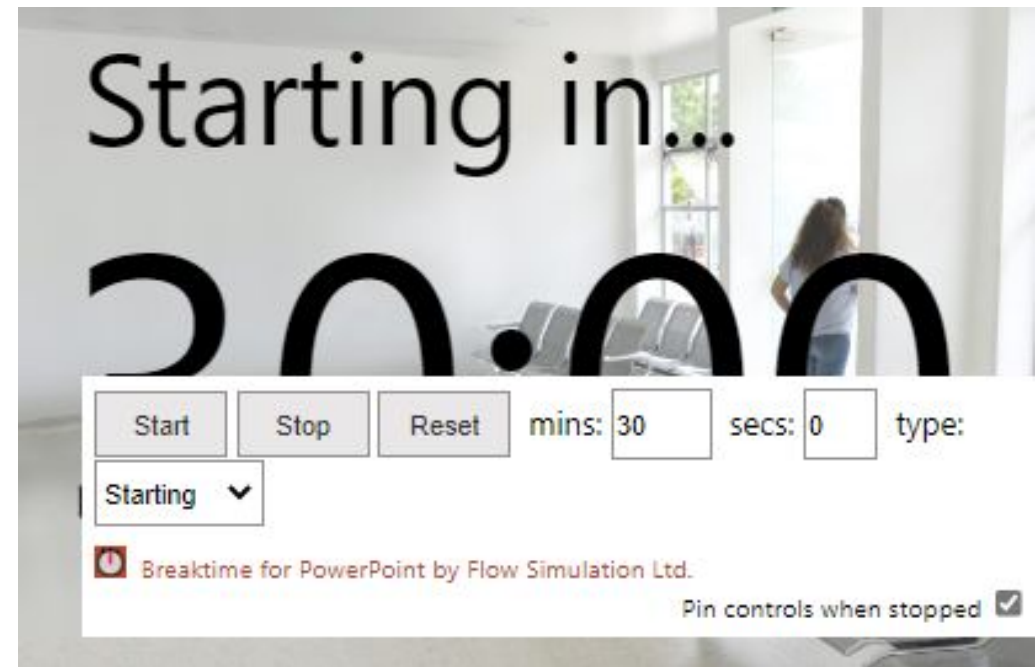 Starting in...
30:00
Start Stop Reset mins: 30 secs: 0 type:
Starting
Breaktime for PowerPoint by Flow Simulation Ltd.
Pin controls when stopped